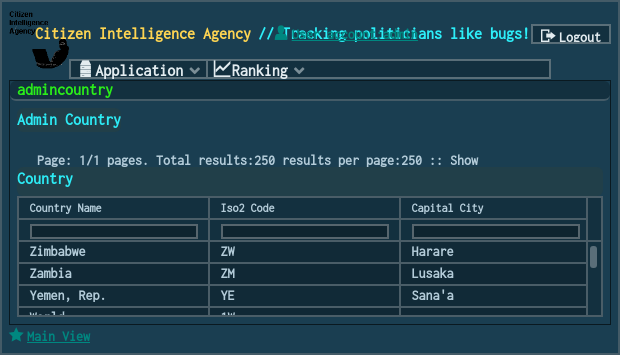 Citizen
Intelligence
Agency
Citizen Intelligence Agency // Tracking politicians like bugs!
Logout
Application Ranking
admincountry
Admin Country
Page: 1/1 pages. Total results:250 results per page:250 :: Show
Country
Country Name Iso2 Code Capital City
Zimbabwe ZW Harare
Zambia ZM Lusaka
Yemen, Rep. YE Sana'a
World 1W
Main View